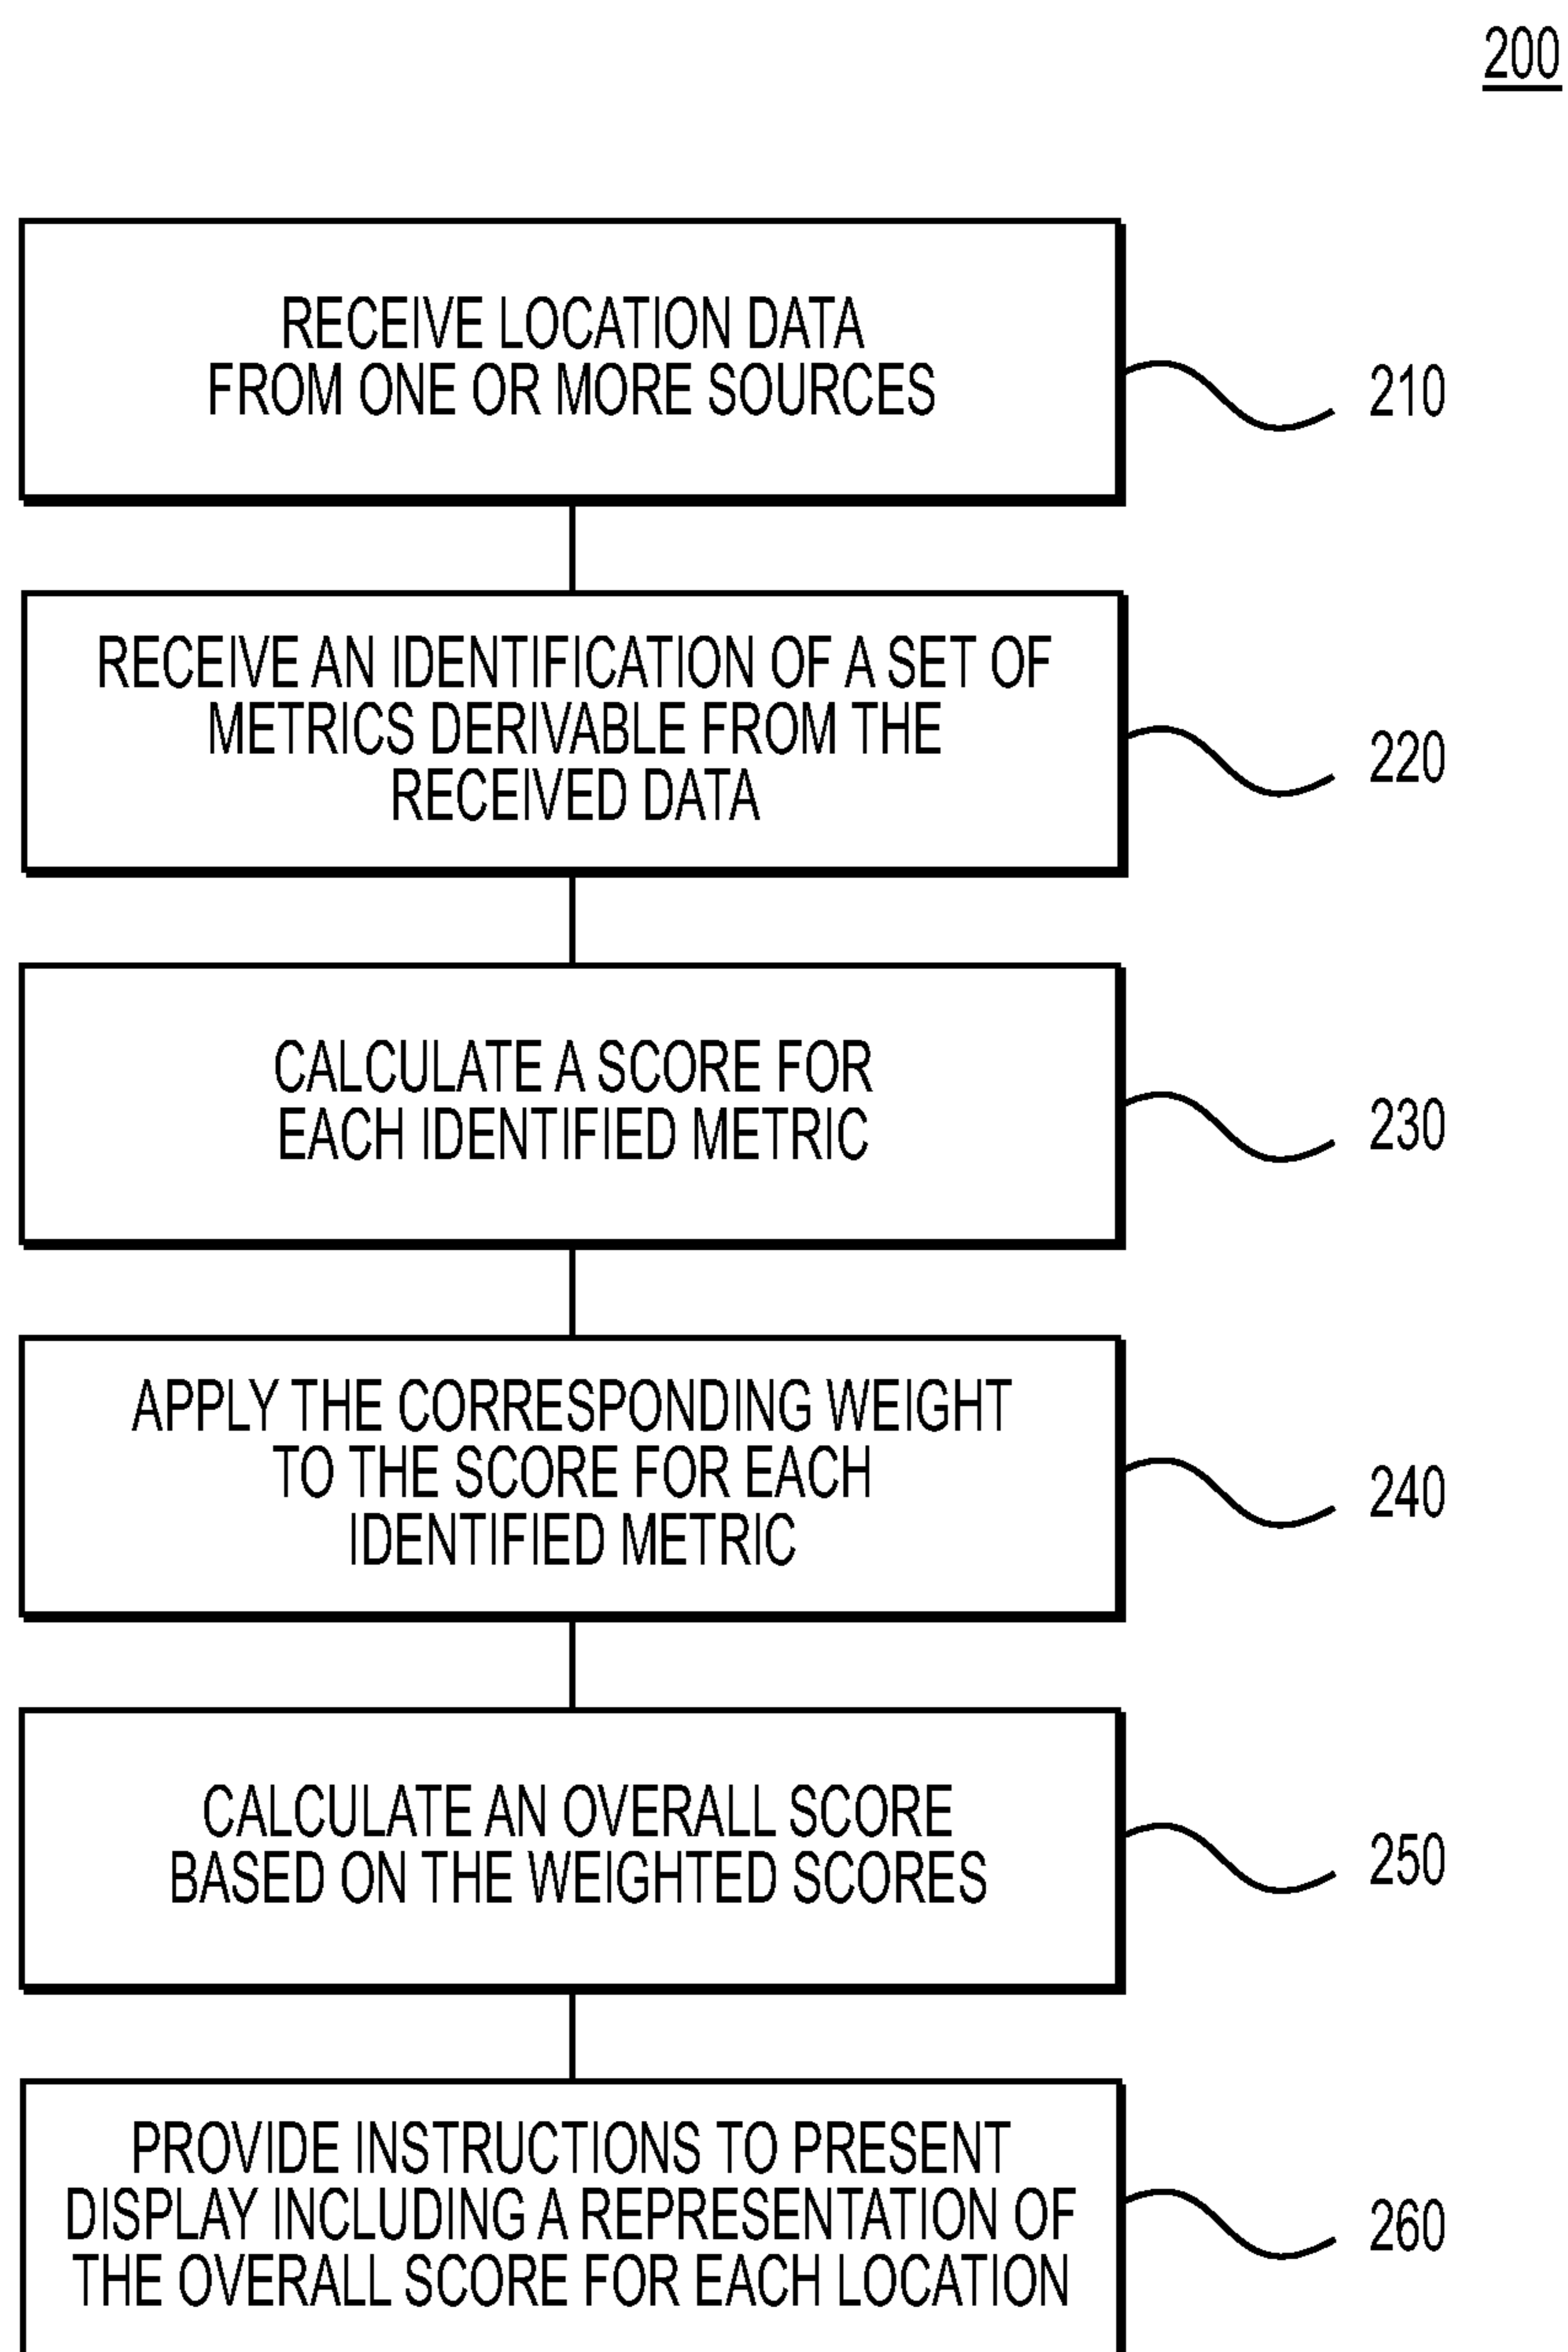 200
RECEIVE LOCATION DATA
FROM ONE OR MORE SOURCES
210
RECEIVE AN IDENTIFICATION OF A SET OF
METRICS DERIVABLE FROM THE
RECEIVED DATA
220
CALCULATE A SCORE FOR
EACH IDENTIFIED METRIC
230
APPLY THE CORRESPONDING WEIGHT
TO THE SCORE FOR EACH
IDENTIFIED METRIC
240
CALCULATE AN OVERALL SCORE
BASED ON THE WEIGHTED SCORES
250
PROVIDE INSTRUCTIONS TO PRESENT
DISPLAY INCLUDING A REPRESENTATION OF
THE OVERALL SCORE FOR EACH LOCATION
260